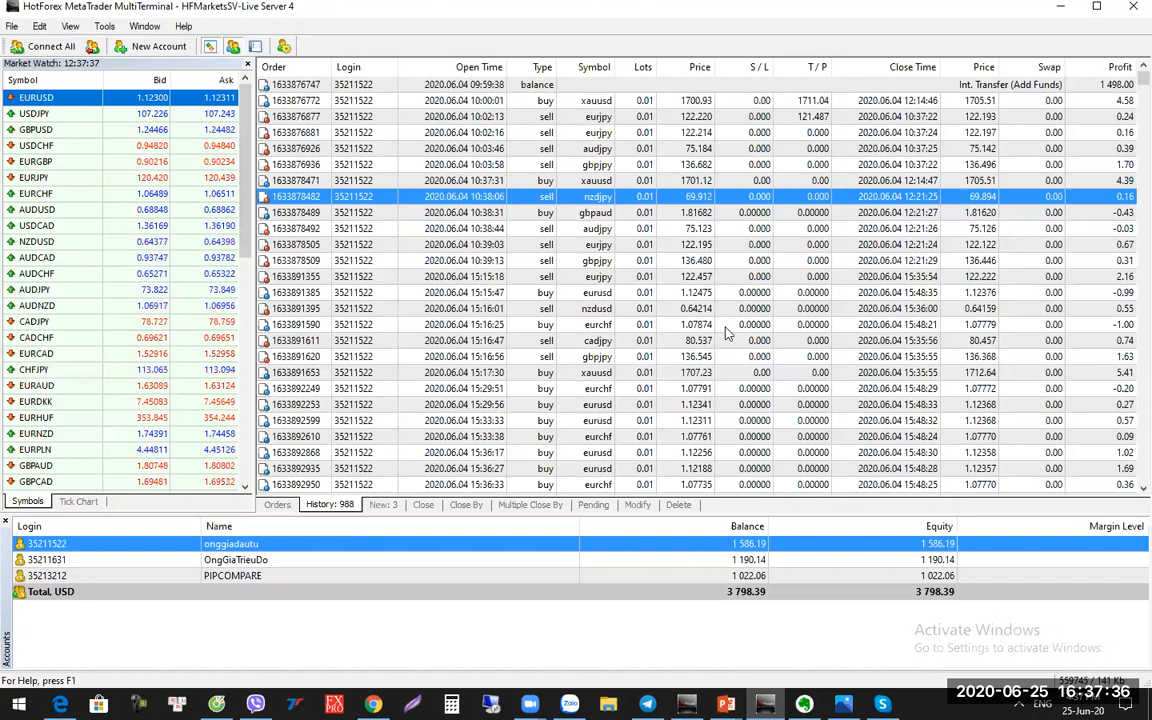 HotForex MetaTrader MultiTerminal - HFMarketsSV-Live Server 4
File Edit View Tools Window Help
Connect All New Account
Market Watch: 12:37:37
Symbol Bid Ask
EURUSD 1.12300 1.12311
USDJPY 107.226 107.243
GBPUSD 1.24466 1.24482
USDCHF 0.94820 0.94840
EURGBP 0.90216 0.90234
EURJPY 120.420 120.439
EURCHF 1.06489 1.06511
AUDUSD 0.68848 0.68862
USDCAD 1.36169 1.36190
NZDUSD 0.64377 0.64398
AUDCAD 0.93747 0.93782
AUDCHF 0.65271 0.65322
AUDJPY 73.822 73.849
AUDNZD 1.06917 1.06956
CADJPY 78.727 78.759
CADCHF 0.69621 0.69651
EURCAD 1.52916 1.52958
CHFJPY 113.065 113.094
EURAUD 1.63089 1.63124
EURDKK 7.45083 7.45649
EURHUF 353.845 354.244
EURNZD 1.74391 1.74458
EURPLN 4.44811 4.45126
GBPAUD 1.80748 1.80802
GBPCAD 1.69481 1.69532
Symbols Tick Chart
Order Login Open Time Type Symbol Lots Price S / L T / P Close Time Price Swap Profit
1633876747 35211522 2020.06.04 09:59:38 balance Int. Transfer (Add Funds) 1 498.00
1633876772 35211522 2020.06.04 10:00:01 buy xauusd 0.01 1700.93 0.00 1711.04 2020.06.04 12:14:46 1705.51 0.00 4.58
1633876877 35211522 2020.06.04 10:02:13 sell eurjpy 0.01 122.220 0.000 121.487 2020.06.04 10:37:22 122.193 0.00 0.24
1633876881 35211522 2020.06.04 10:02:16 sell eurjpy 0.01 122.214 0.000 0.000 2020.06.04 10:37:24 122.197 0.00 0.16
1633876926 35211522 2020.06.04 10:03:46 sell audjpy 0.01 75.184 0.000 0.000 2020.06.04 10:37:25 75.142 0.00 0.39
1633876936 35211522 2020.06.04 10:03:58 sell gbpjpy 0.01 136.682 0.000 0.000 2020.06.04 10:37:22 136.496 0.00 1.70
1633878471 35211522 2020.06.04 10:37:31 buy xauusd 0.01 1701.12 0.00 0.00 2020.06.04 12:14:47 1705.51 0.00 4.39
1633878482 35211522 2020.06.04 10:38:06 sell nzdjpy 0.01 69.912 0.000 0.000 2020.06.04 12:21:25 69.894 0.00 0.16
1633878489 35211522 2020.06.04 10:38:31 buy gbpaud 0.01 1.81682 0.00000 0.00000 2020.06.04 12:21:27 1.81620 0.00 -0.43
1633878492 35211522 2020.06.04 10:38:44 sell audjpy 0.01 75.123 0.000 0.000 2020.06.04 12:21:26 75.126 0.00 -0.03
1633878505 35211522 2020.06.04 10:39:03 sell eurjpy 0.01 122.195 0.000 0.000 2020.06.04 12:21:24 122.122 0.00 0.67
1633878509 35211522 2020.06.04 10:39:13 sell gbpjpy 0.01 136.480 0.000 0.000 2020.06.04 12:21:29 136.446 0.00 0.31
1633891355 35211522 2020.06.04 15:15:18 sell eurjpy 0.01 122.457 0.000 0.000 2020.06.04 15:35:54 122.222 0.00 2.16
1633891385 35211522 2020.06.04 15:15:47 buy eurusd 0.01 1.12475 0.00000 0.00000 2020.06.04 15:48:35 1.12376 0.00 -0.99
1633891395 35211522 2020.06.04 15:16:01 sell nzdusd 0.01 0.64214 0.00000 0.00000 2020.06.04 15:36:00 0.64159 0.00 0.55
1633891590 35211522 2020.06.04 15:16:25 buy eurchf 0.01 1.07874 0.00000 0.00000 2020.06.04 15:48:21 1.07779 0.00 -1.00
1633891611 35211522 2020.06.04 15:16:47 sell cadjpy 0.01 80.537 0.000 0.000 2020.06.04 15:35:56 80.457 0.00 0.74
1633891620 35211522 2020.06.04 15:16:56 sell gbpjpy 0.01 136.545 0.000 0.000 2020.06.04 15:35:55 136.368 0.00 1.63
1633891653 35211522 2020.06.04 15:17:30 buy xauusd 0.01 1707.23 0.00 0.00 2020.06.04 15:35:55 1712.64 0.00 5.41
1633892249 35211522 2020.06.04 15:29:51 buy eurchf 0.01 1.07791 0.00000 0.00000 2020.06.04 15:48:29 1.07772 0.00 -0.20
1633892253 35211522 2020.06.04 15:29:56 buy eurusd 0.01 1.12341 0.00000 0.00000 2020.06.04 15:48:33 1.12368 0.00 0.27
1633892599 35211522 2020.06.04 15:33:33 buy eurusd 0.01 1.12311 0.00000 0.00000 2020.06.04 15:48:32 1.12368 0.00 0.57
1633892610 35211522 2020.06.04 15:33:38 buy eurchf 0.01 1.07761 0.00000 0.00000 2020.06.04 15:48:24 1.07770 0.00 0.09
1633892868 35211522 2020.06.04 15:36:17 buy eurusd 0.01 1.12256 0.00000 0.00000 2020.06.04 15:48:30 1.12358 0.00 1.02
1633892935 35211522 2020.06.04 15:36:27 buy eurusd 0.01 1.12188 0.00000 0.00000 2020.06.04 15:48:28 1.12357 0.00 1.69
1633892950 35211522 2020.06.04 15:36:33 buy eurchf 0.01 1.07735 0.00000 0.00000 2020.06.04 15:48:25 1.07770 0.00 0.36
Orders History: 988 New: 3 Close Close By Multiple Close By Pending Modify Delete
Login Name Balance Equity Margin Level
35211522 onggiadautu 1 586.19 1 586.19
35211631 OngGiaTrieuDo 1 190.14 1 190.14
35213212 PIPCOMPARE 1 022.06 1 022.06
Total, USD 3 798.39 3 798.39
Accounts
Activate Windows
Go to Settings to activate Windows.
For Help, press F1
559745 / 141 Kb
2020-06-25 16:37:36
ENG
25-Jun-20